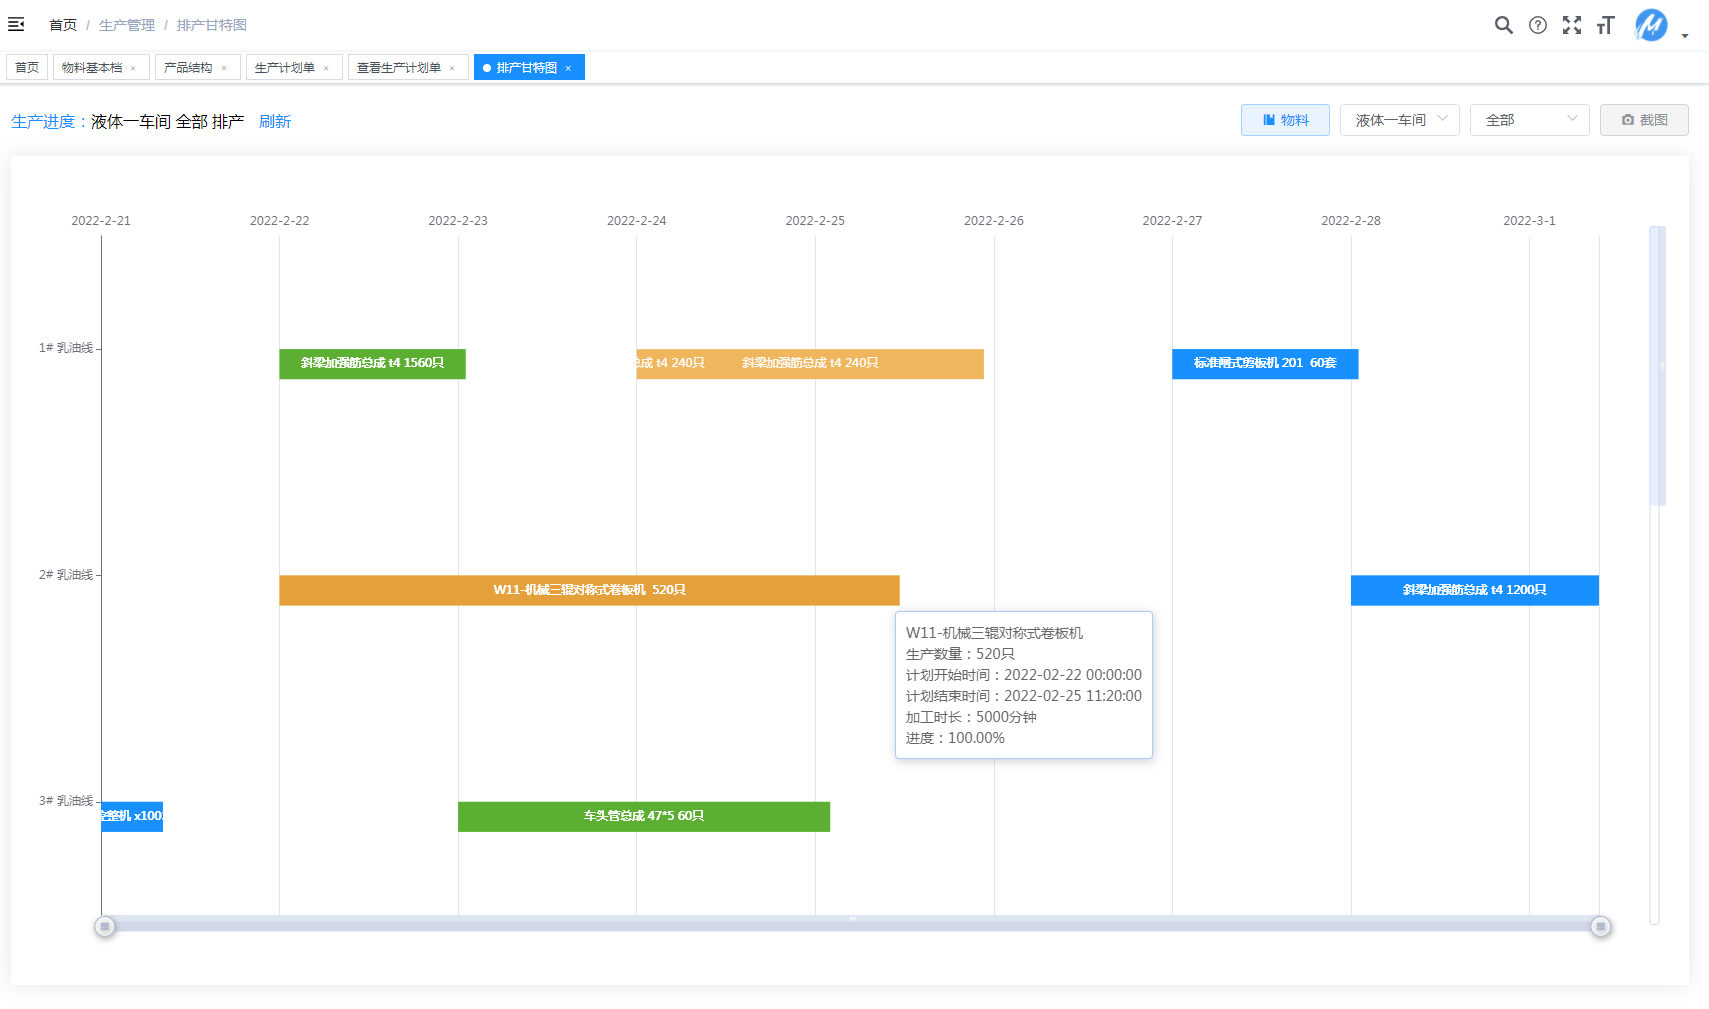 首页 / 生产管理 / 排产甘特图
首页 物料基本档 × 产品结构 × 生产计划单 × 查看生产计划单 × 排产甘特图 ×
生产进度：液体一车间 全部 排产 刷新
物料 液体一车间 全部 截图
2022-2-21 2022-2-22 2022-2-23 2022-2-24 2022-2-25 2022-2-26 2022-2-27 2022-2-28 2022-3-1
1# 乳油线
斜梁加强筋总成 t4 1560只
总成 t4 240只 斜梁加强筋总成 t4 240只
标准闸式剪板机 201 60套
2# 乳油线
W11-机械三辊对称式卷板机 520只
斜梁加强筋总成 t4 1200只
W11-机械三辊对称式卷板机
生产数量：520只
计划开始时间：2022-02-22 00:00:00
计划结束时间：2022-02-25 11:20:00
加工时长：5000分钟
进度：100.00%
3# 乳油线
整机 x100
车头管总成 47*5 60只